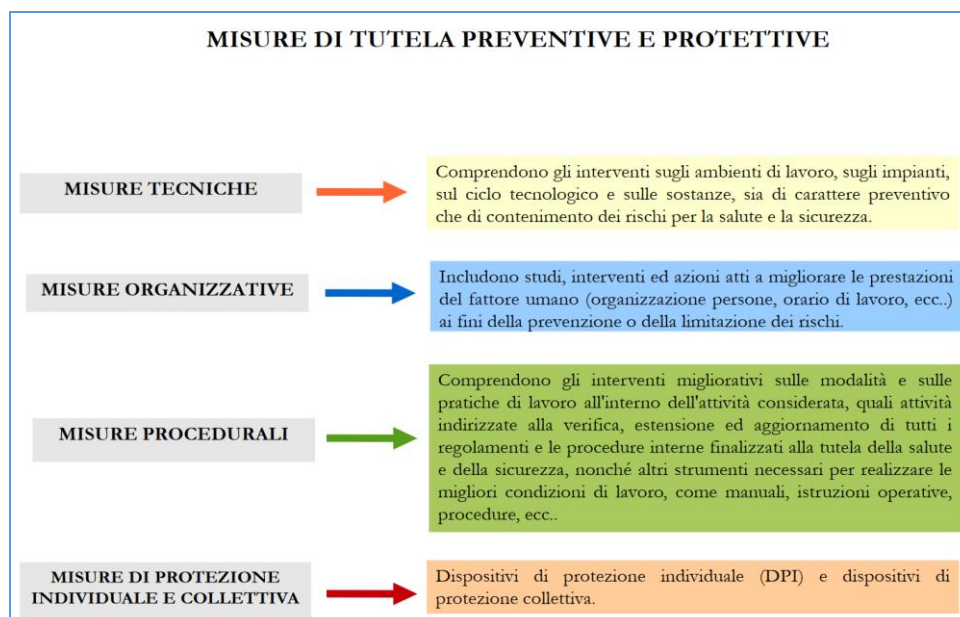 MISURE DI TUTELA PREVENTIVE E PROTETTIVE
MISURE TECNICHE
Comprendono gli interventi sugli ambienti di lavoro, sugli impianti,
sul ciclo tecnologico e sulle sostanze, sia di carattere preventivo
che di contenimento dei rischi per la salute e la sicurezza.
MISURE ORGANIZZATIVE
Includono studi, interventi ed azioni atti a migliorare le prestazioni
del fattore umano (organizzazione persone, orario di lavoro, ecc..)
ai fini della prevenzione o della limitazione dei rischi.
MISURE PROCEDURALI
Comprendono gli interventi migliorativi sulle modalità e sulle
pratiche di lavoro all'interno dell'attività considerata, quali attività
indirizzate alla verifica, estensione ed aggiornamento di tutti i
regolamenti e le procedure interne finalizzati alla tutela della salute
e della sicurezza, nonché altri strumenti necessari per realizzare le
migliori condizioni di lavoro, come manuali, istruzioni operative,
procedure, ecc..
MISURE DI PROTEZIONE
INDIVIDUALE E COLLETTIVA
Dispositivi di protezione individuale (DPI) e dispositivi di
protezione collettiva.